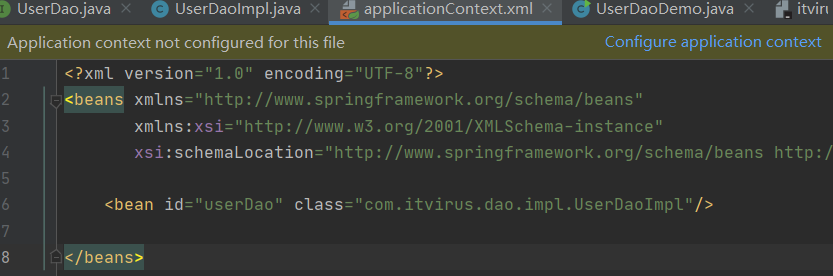 UserDao.java UserDaoImpl.java applicationContext.xml UserDaoDemo.java itviru
Application context not configured for this file Configure application context
1 <?xml version="1.0" encoding="UTF-8"?>
2 <beans xmlns="http://www.springframework.org/schema/beans"
3 xmlns:xsi="http://www.w3.org/2001/XMLSchema-instance"
4 xsi:schemaLocation="http://www.springframework.org/schema/beans http:/
5
6 <bean id="userDao" class="com.itvirus.dao.impl.UserDaoImpl"/>
7
8 </beans>